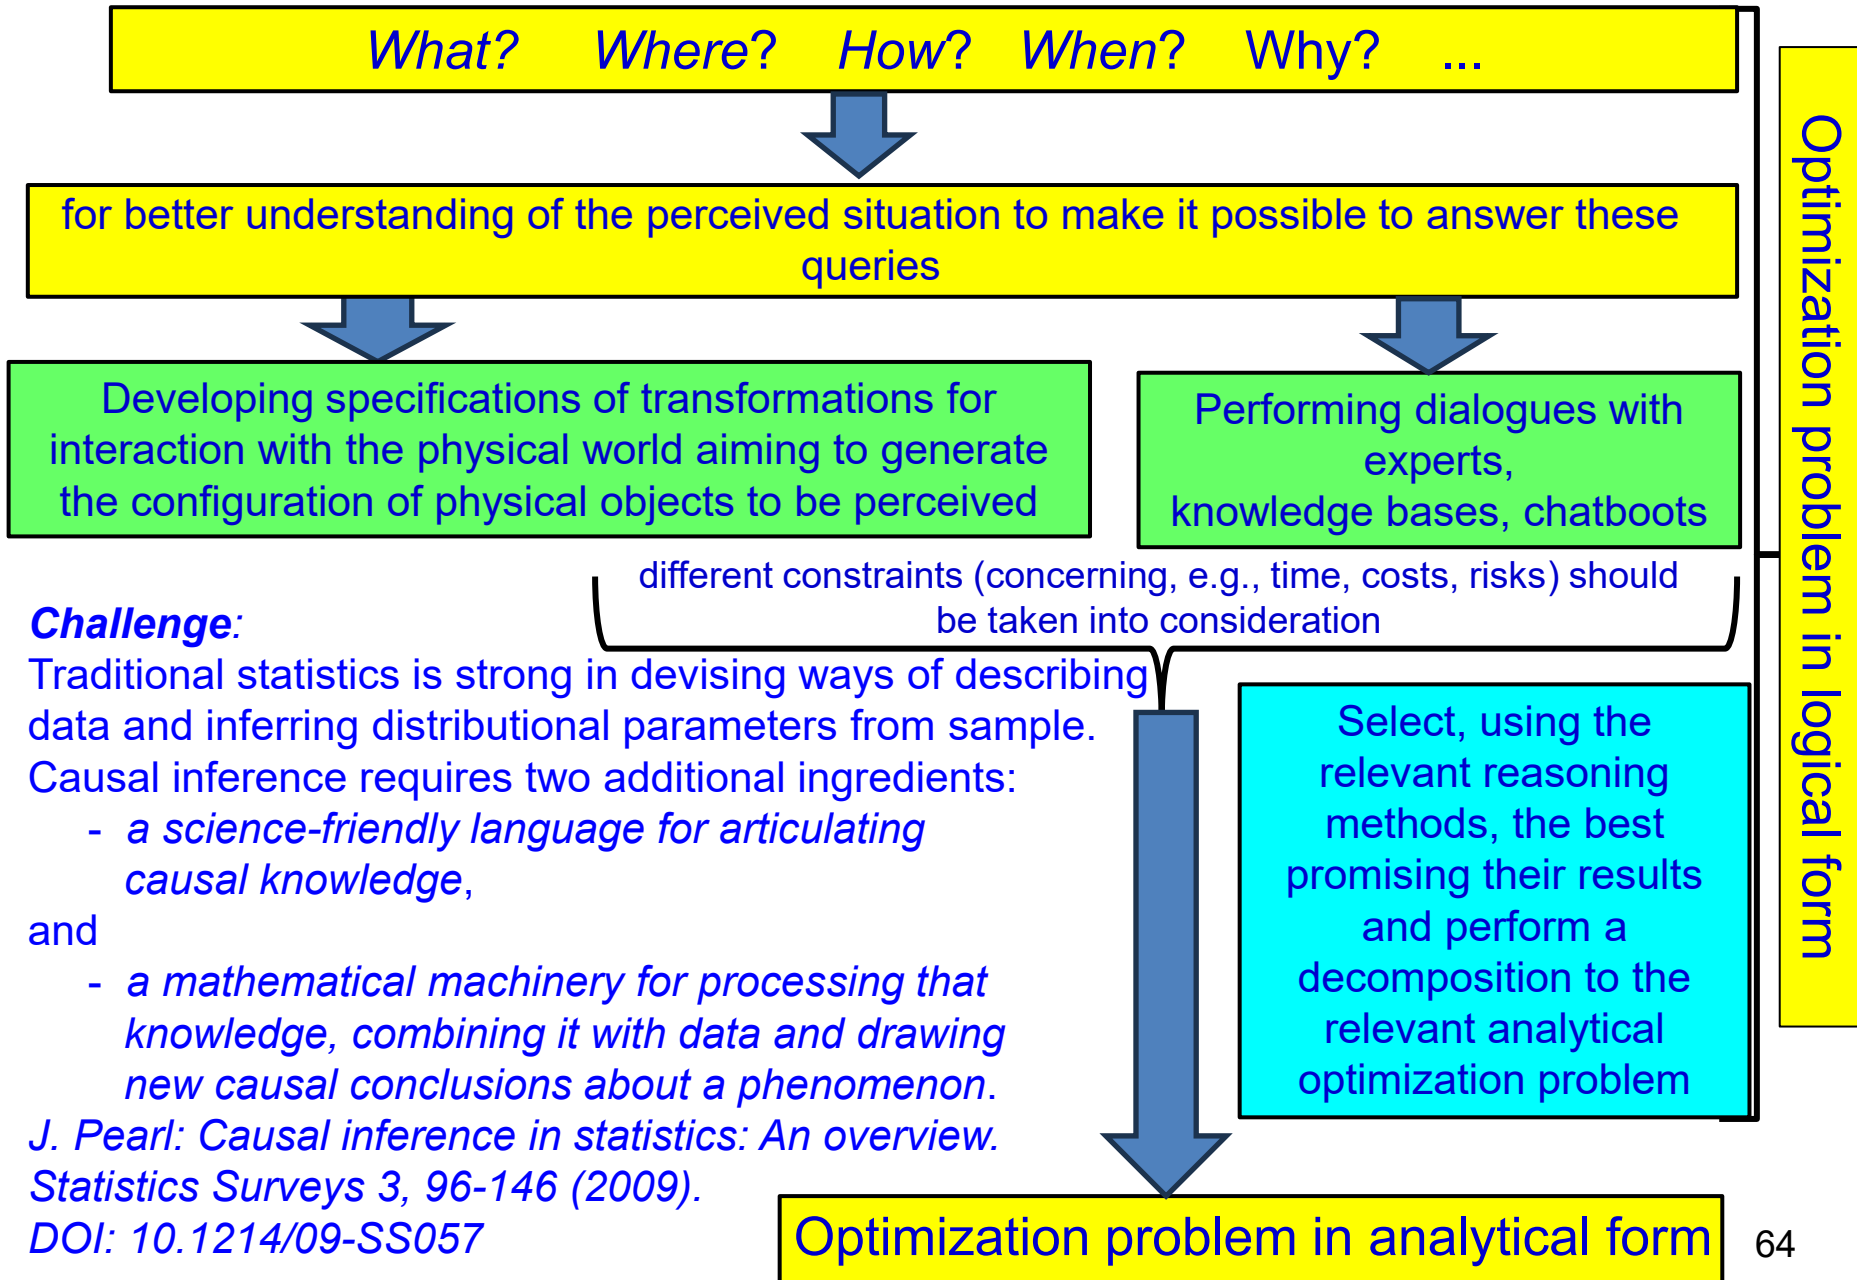 What? Where? How? When? Why? ...
for better understanding of the perceived situation to make it possible to answer these
queries
Developing specifications of transformations for
interaction with the physical world aiming to generate
the configuration of physical objects to be perceived
Performing dialogues with
experts,
knowledge bases, chatboots
different constraints (concerning, e.g., time, costs, risks) should
be taken into consideration
Challenge:
Traditional statistics is strong in devising ways of describing
data and inferring distributional parameters from sample.
Causal inference requires two additional ingredients:
- a science-friendly language for articulating
causal knowledge,
and
- a mathematical machinery for processing that
knowledge, combining it with data and drawing
new causal conclusions about a phenomenon.
J. Pearl: Causal inference in statistics: An overview.
Statistics Surveys 3, 96-146 (2009).
DOI: 10.1214/09-SS057
Select, using the
relevant reasoning
methods, the best
promising their results
and perform a
decomposition to the
relevant analytical
optimization problem
Optimization problem in logical form
Optimization problem in analytical form
64